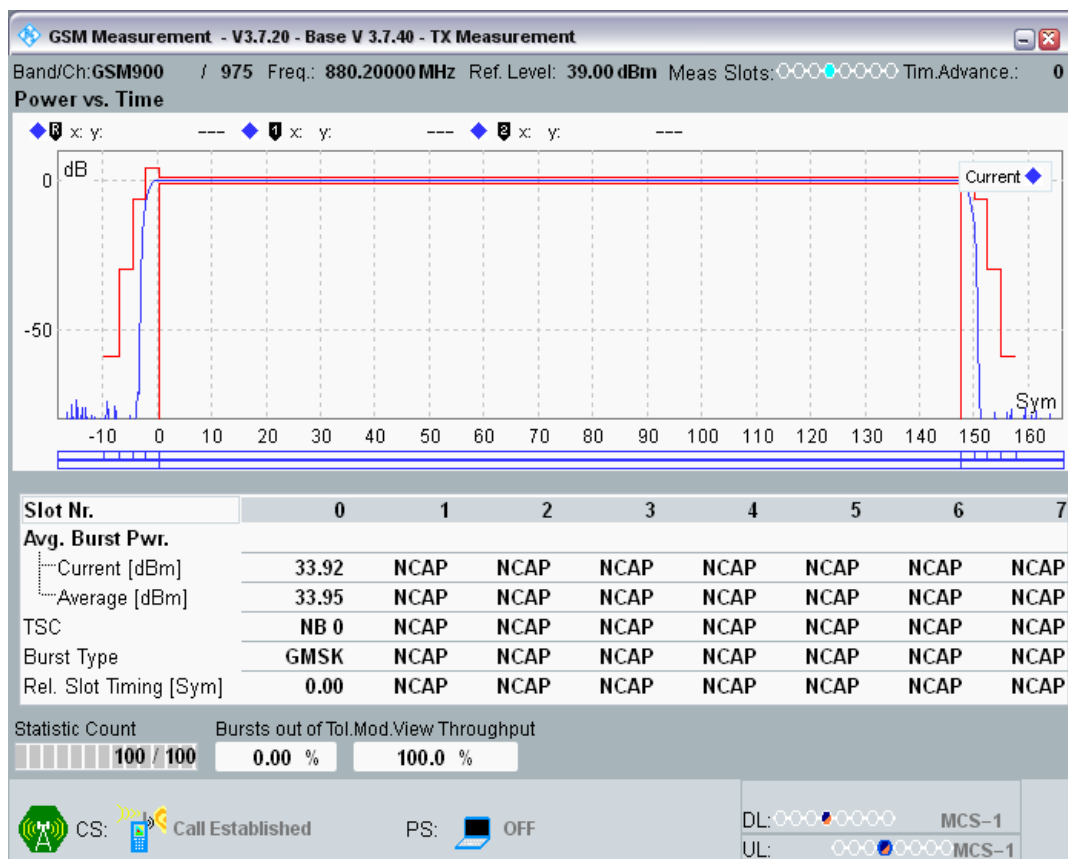 GSM Measurement - V3.7.20 - Base V 3.7.40 - TX Measurement
Band/Ch:GSM900 / 975 Freq.: 880.20000 MHz Ref. Level: 39.00 dBm Meas Slots: Tim.Advance.: 0
Power vs. Time
R x: y: --- 1 x: y: --- 2 x: y: ---
dB
Current
0
-50
Sym
-10 0 10 20 30 40 50 60 70 80 90 100 110 120 130 140 150 160
Slot Nr. 0 1 2 3 4 5 6 7
Avg. Burst Pwr.
Current [dBm] 33.92 NCAP NCAP NCAP NCAP NCAP NCAP NCAP
Average [dBm] 33.95 NCAP NCAP NCAP NCAP NCAP NCAP NCAP
TSC NB 0 NCAP NCAP NCAP NCAP NCAP NCAP NCAP
Burst Type GMSK NCAP NCAP NCAP NCAP NCAP NCAP NCAP
Rel. Slot Timing [Sym] 0.00 NCAP NCAP NCAP NCAP NCAP NCAP NCAP
Statistic Count Bursts out of Tol. Mod.View Throughput
100 / 100 0.00 % 100.0 %
DL: MCS-1
CS: Call Established PS: OFF
UL: MCS-1